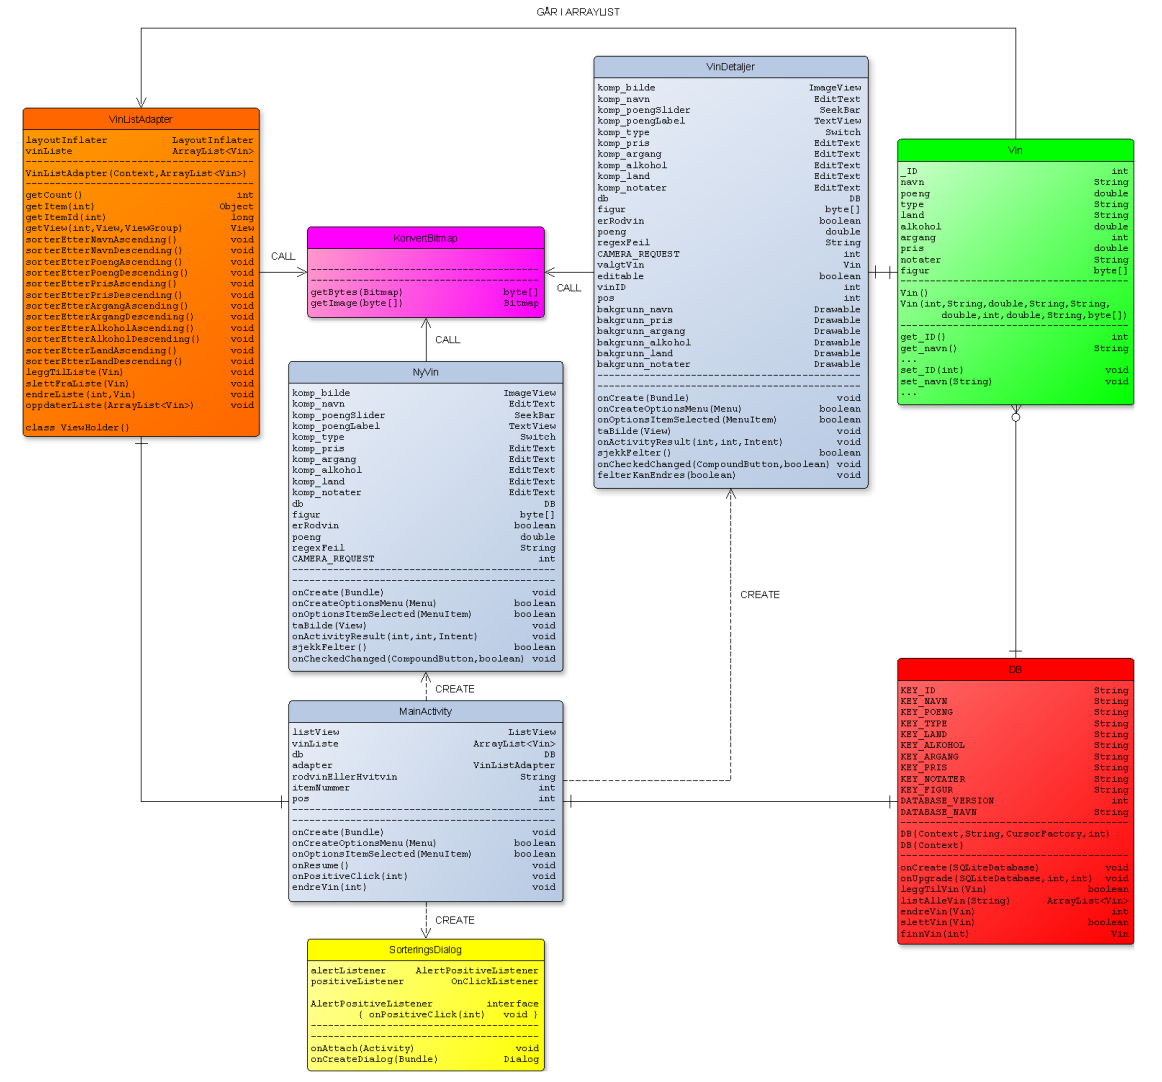 GÅR I ARRAYLIST
VinListAdapter
layoutInflater LayoutInflater
vinListe ArrayList<Vin>
VinListAdapter(Context,ArrayList<Vin>)
getCount() int
getItem(int) Object
getItemId(int) long
getView(int,View,ViewGroup) View
sorterEtterNavnAscending() void
sorterEtterNavnDescending() void
sorterEtterPoengAscending() void
sorterEtterPoengDescending() void
sorterEtterPrisAscending() void
sorterEtterPrisDescending() void
sorterEtterArgangAscending() void
sorterEtterArgangDescending() void
sorterEtterAlkoholAscending() void
sorterEtterAlkoholDescending() void
sorterEtterLandAscending() void
sorterEtterLandDescending() void
leggTilListe(Vin) void
slettFraListe(Vin) void
endreListe(int,Vin) void
oppdaterListe(ArrayList<Vin>) void
class ViewHolder()
CALL
KonvertBitmap
getBytes(Bitmap) byte[]
getImage(byte[]) Bitmap
CALL
CALL
VinDetaljer
komp_bilde ImageView
komp_navn EditText
komp_poengSlider SeekBar
komp_poengLabel TextView
komp_type Switch
komp_pris EditText
komp_argang EditText
komp_alkohol EditText
komp_land EditText
komp_notater EditText
db DB
figur byte[]
erRodvin boolean
poeng double
regexFeil String
CAMERA_REQUEST int
valgtVin Vin
editable boolean
vinID int
pos int
bakgrunn_navn Drawable
bakgrunn_pris Drawable
bakgrunn_argang Drawable
bakgrunn_alkohol Drawable
bakgrunn_land Drawable
bakgrunn_notater Drawable
onCreate(Bundle) void
onCreateOptionsMenu(Menu) boolean
onOptionsItemSelected(MenuItem) boolean
taBilde(View) void
onActivityResult(int,int,Intent) void
sjekkFelter() boolean
onCheckedChanged(CompoundButton,boolean) void
felterKanEndres(boolean) void
Vin
_ID int
navn String
poeng double
type String
land String
alkohol double
argang int
pris double
notater String
figur byte[]
Vin()
Vin(int,String,double,String,String,
double,int,double,String,byte[])
get_ID() int
get_navn() String
...
set_ID(int) void
set_navn(String) void
...
NyVin
komp_bilde ImageView
komp_navn EditText
komp_poengSlider SeekBar
komp_poengLabel TextView
komp_type Switch
komp_pris EditText
komp_argang EditText
komp_alkohol EditText
komp_land EditText
komp_notater EditText
db DB
figur byte[]
erRodvin boolean
poeng double
regexFeil String
CAMERA_REQUEST int
onCreate(Bundle) void
onCreateOptionsMenu(Menu) boolean
onOptionsItemSelected(MenuItem) boolean
taBilde(View) void
onActivityResult(int,int,Intent) void
sjekkFelter() boolean
onCheckedChanged(CompoundButton,boolean) void
CREATE
CREATE
MainActivity
listView ListView
vinListe ArrayList<Vin>
db DB
adapter VinListAdapter
rodvinEllerHvitvin String
itemNummer int
pos int
onCreate(Bundle) void
onCreateOptionsMenu(Menu) boolean
onOptionsItemSelected(MenuItem) boolean
onResume() void
onPositiveClick(int) void
endreVin(int) void
CREATE
DB
KEY_ID String
KEY_NAVN String
KEY_POENG String
KEY_TYPE String
KEY_LAND String
KEY_ALKOHOL String
KEY_ARGANG String
KEY_PRIS String
KEY_NOTATER String
KEY_FIGUR String
DATABASE_VERSION int
DATABASE_NAVN String
DB(Context,String,CursorFactory,int)
DB(Context)
onCreate(SQLiteDatabase) void
onUpgrade(SQLiteDatabase,int,int) void
leggTilVin(Vin) boolean
listAlleVin(String) ArrayList<Vin>
endreVin(Vin) int
slettVin(Vin) boolean
finnVin(int) Vin
SorteringsDialog
alertListener AlertPositiveListener
positiveListener OnClickListener
AlertPositiveListener interface
( onPositiveClick(int) void )
onAttach(Activity) void
onCreateDialog(Bundle) Dialog